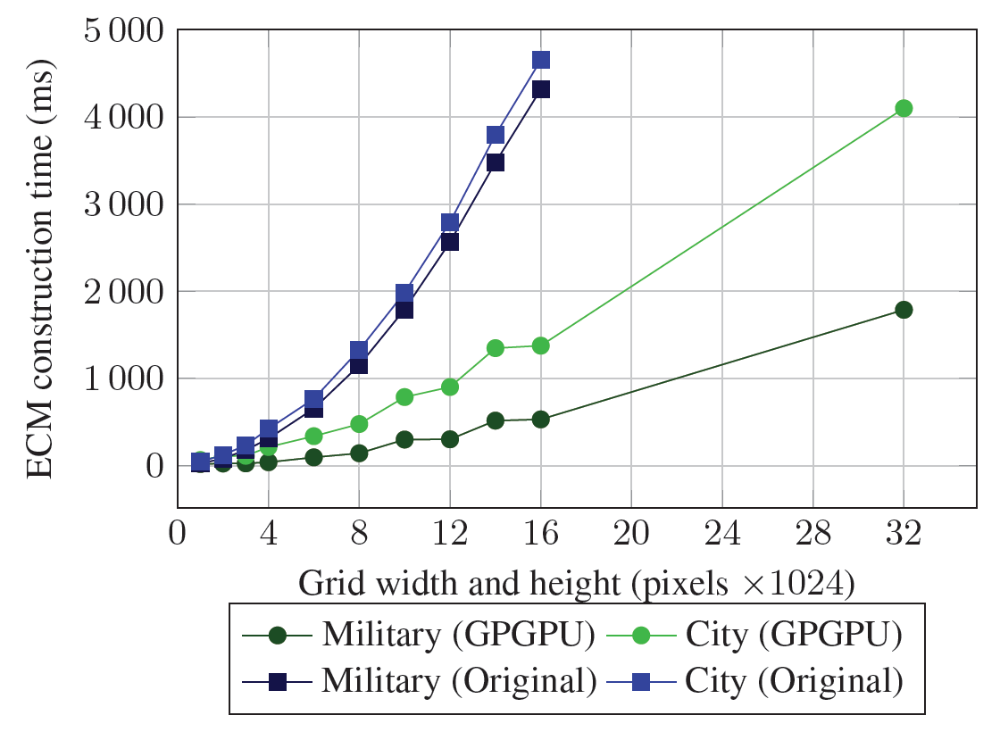 5 000
4 000
3 000
2 000
1 000
0
ECM construction time (ms)
0 4 8 12 16 20 24 28 32
Grid width and height (pixels ×1024)
Military (GPGPU) City (GPGPU)
Military (Original) City (Original)